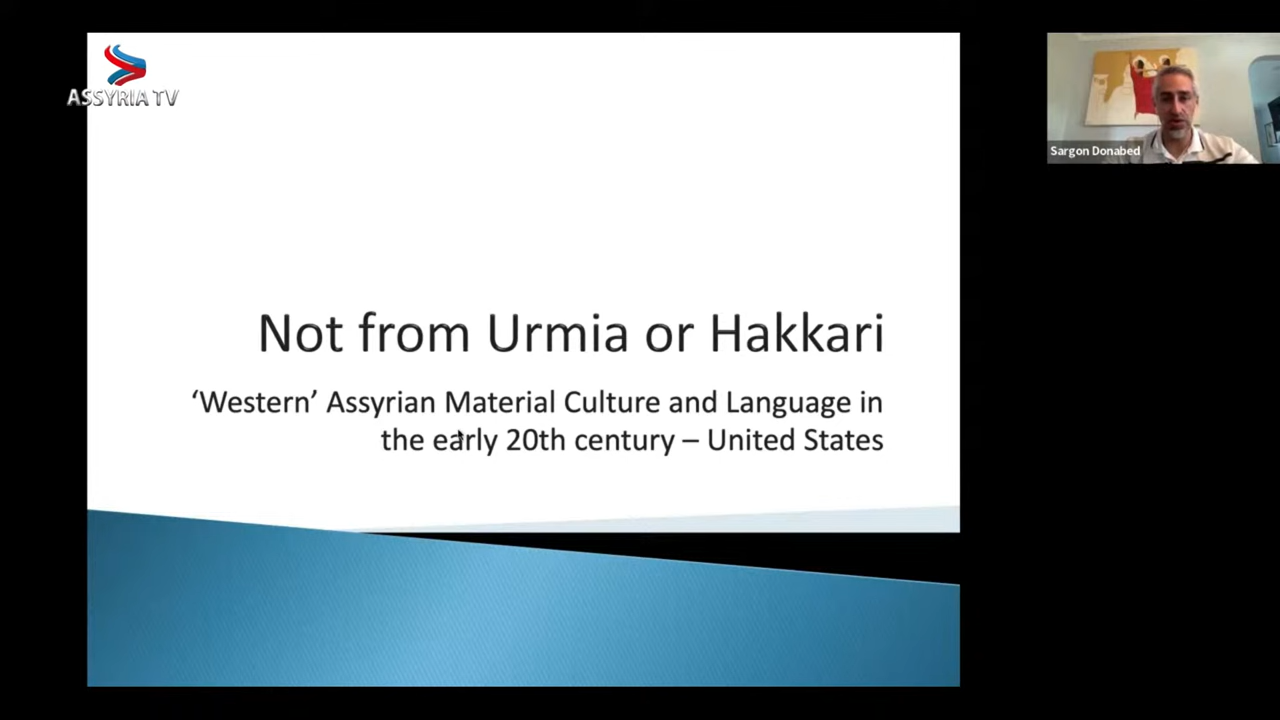 ASSYRIA TV
Sargon Donabed
Not from Urmia or Hakkari
‘Western’ Assyrian Material Culture and Language in
the early 20th century – United States